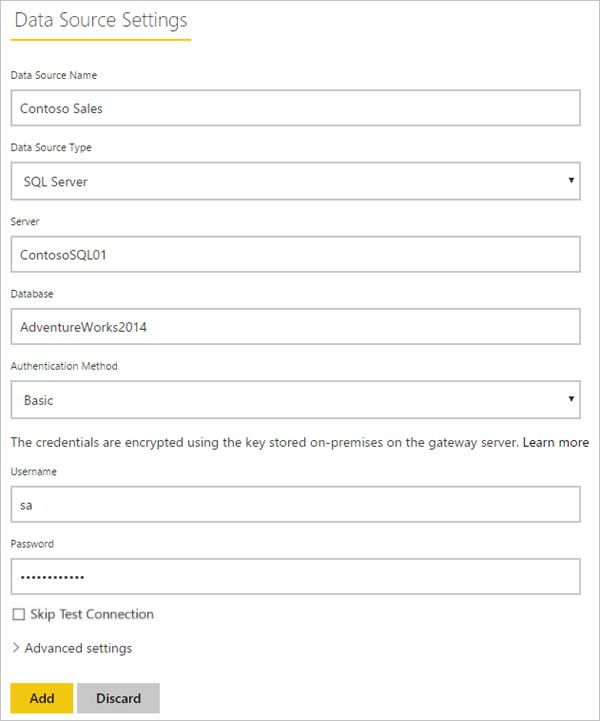 Data Source Settings
Data Source Name
Contoso Sales
Data Source Type
SQL Server
Server
ContosoSQL01
Database
AdventureWorks2014
Authentication Method
Basic
The credentials are encrypted using the key stored on-premises on the gateway server. Learn more
Username
sa
Password
••••••••••••
Skip Test Connection
Advanced settings
Add Discard